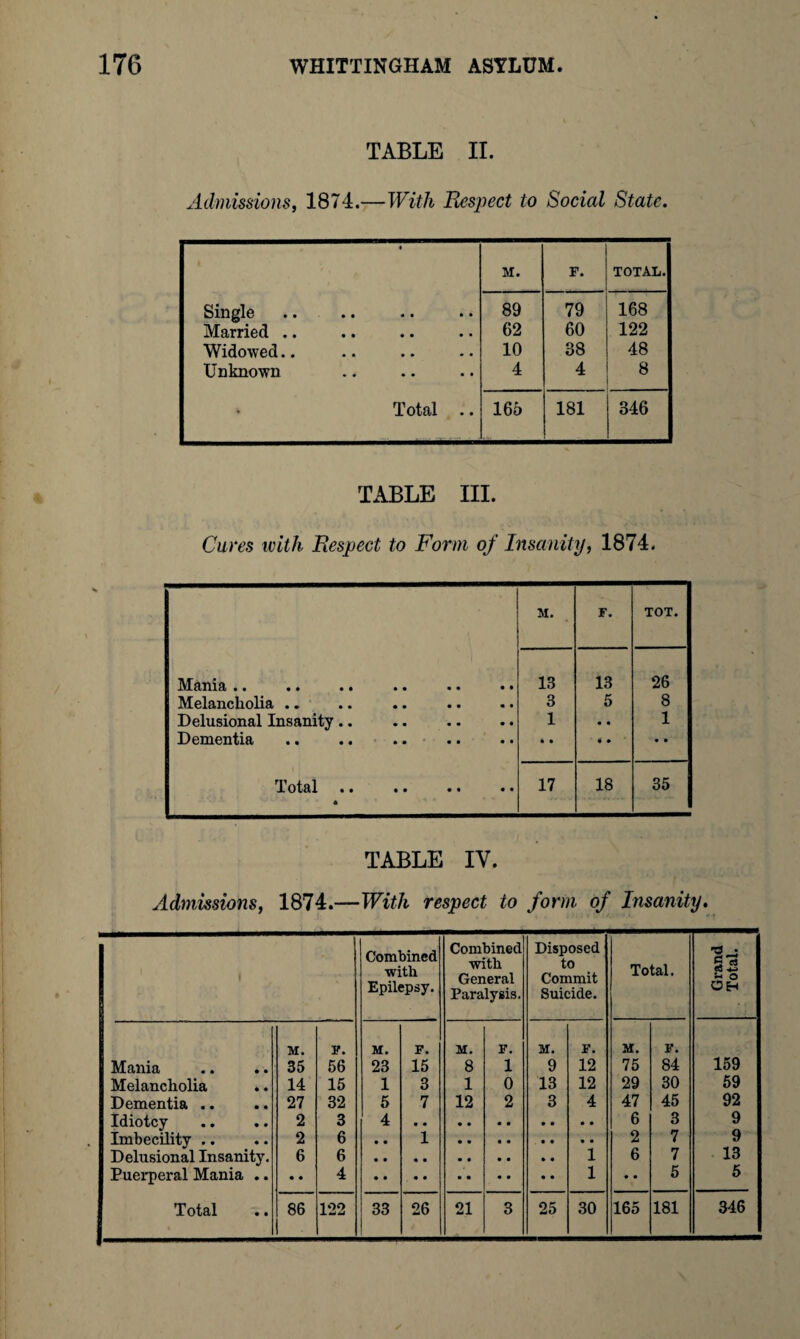 176 WHITTINGHAM ASYLUM.
TABLE II.
Admissions, 1874.—With Respect to Social State.
M. F. TOTAL.
Single .. .. .. .. 89 79 168
Married .. .. .. .. 62 60 122
Widowed.. .. .. .. 10 38 48
Unknown .. .. .. 4 4 8
Total .. 165 181 346
TABLE III.
Cures with Respect to Form of Insanity, 1874.
M. F. TOT.
Mania .. .. .. .. .. .. 13 13 26
Melancholia .. .. .. .. .. 3 5 8
Delusional Insanity .. .. .. .. 1 .. 1
Dementia .. .. .. .. .. .. .. ..
Total .. .. .. .. 17 18 35
TABLE IV.
Admissions, 1874.—With respect to form of Insanity.
Combined with Epilepsy. Combined with General Paralysis. Disposed to Commit Suicide. Total. Grand Total.
M. F. M. F. M. F. M. F. M. F.
Mania .. .. 35 56 23 15 8 1 9 12 75 84 159
Melancholia .. 14 15 1 3 1 0 13 12 29 30 59
Dementia .. .. 27 32 5 7 12 2 3 4 47 45 92
Idiotcy .. .. 2 3 4 .. .. .. .. .. 6 3 9
Imbecility .. .. 2 6 .. 1 .. .. .. .. 2 7 9
Delusional Insanity. 6 6 .. .. .. .. .. 1 6 7 13
Puerperal Mania .. .. 4 .. .. .. .. .. 1 .. 5 5
Total .. 86 122 33 26 21 3 25 30 165 181 346